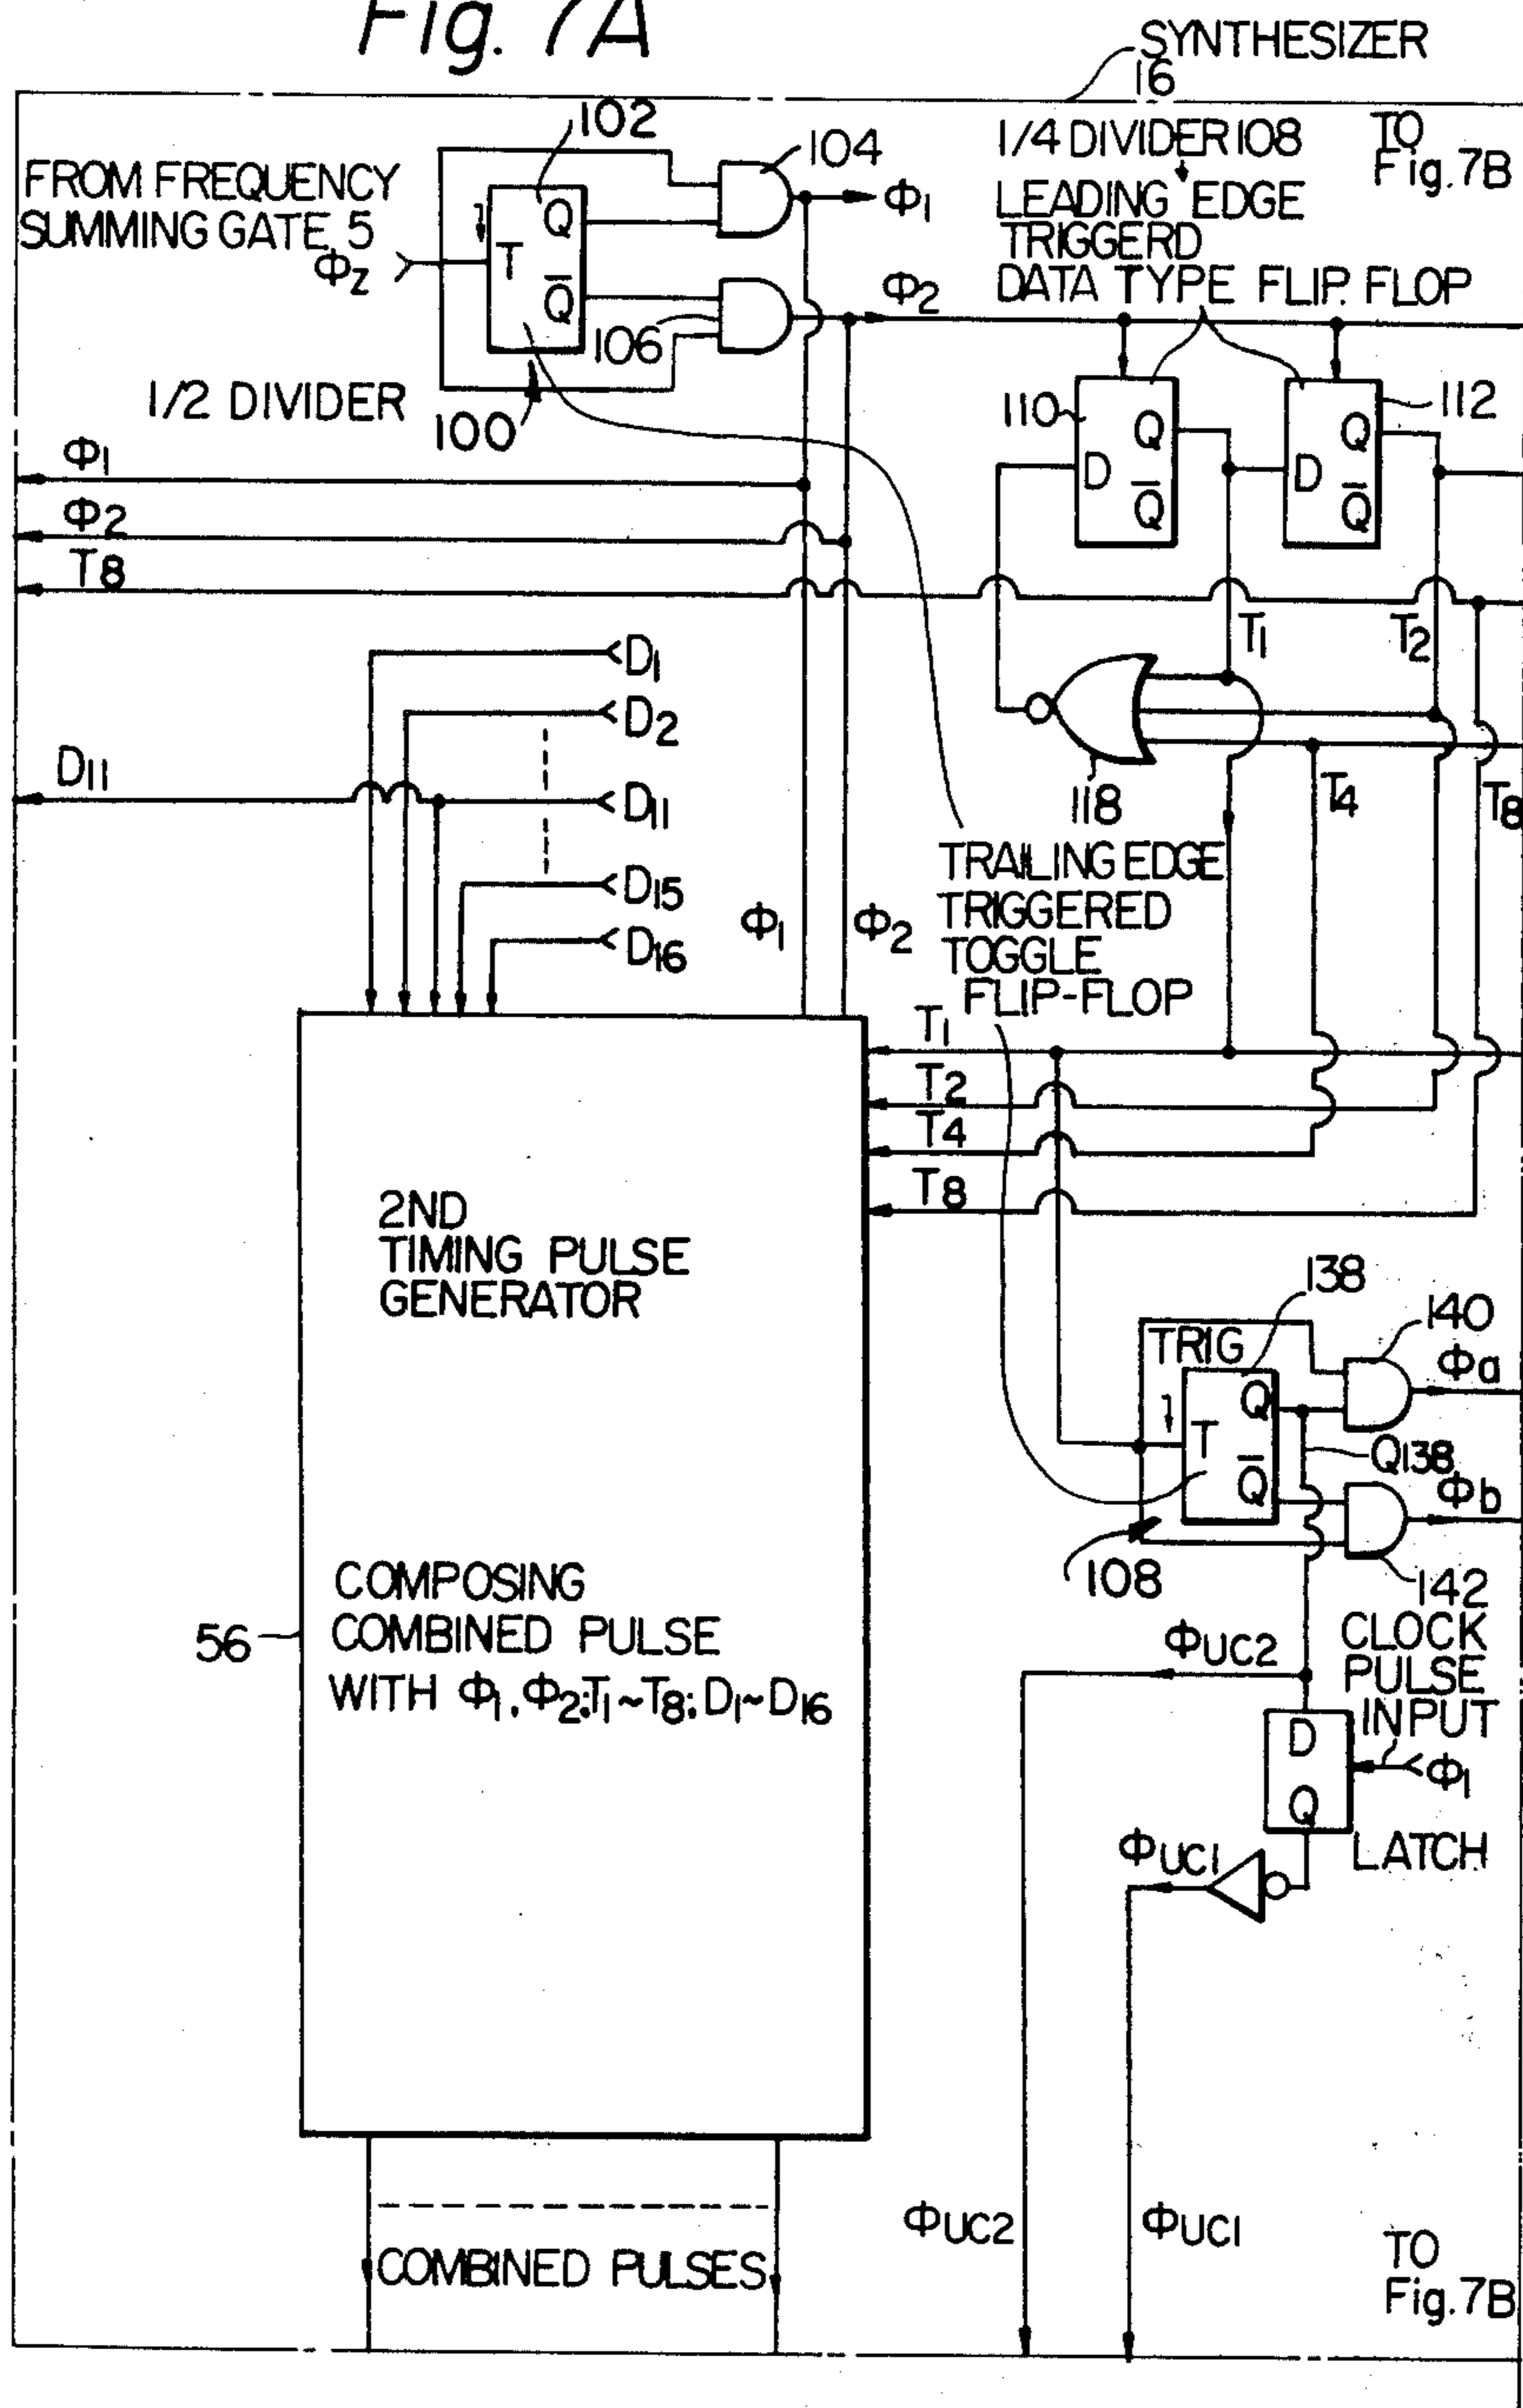 Fig. 7A
SYNTHESIZER
16
FROM FREQUENCY
SUMMING GATE 5
Φz
102
T
Q
Q̅
104
Φ1
106
Φ2
1/2 DIVIDER
100
1/4 DIVIDER 108
LEADING EDGE
TRIGGERD
DATA TYPE FLIP FLOP
TO
Fig.7B
110
D
Q
Q̅
112
D
Q
Q̅
Φ1
Φ2
T8
D1
D2
D11
D11
D15
D16
Φ1
Φ2
T1
T2
118
T4
T8
TRAILING EDGE
TRIGGERED
TOGGLE
FLIP-FLOP
T1
T2
T4
T8
2ND
TIMING PULSE
GENERATOR
138
140
TRIG
T
Q
Q̅
Φa
Q138
Φb
108
142
COMPOSING
COMBINED PULSE
WITH Φ1, Φ2:T1~T8:D1~D16
56
ΦUC2
CLOCK
PULSE
INPUT
D
Q
Φ1
LATCH
ΦUC1
ΦUC2
ΦUC1
COMBINED PULSES
TO
Fig.7B